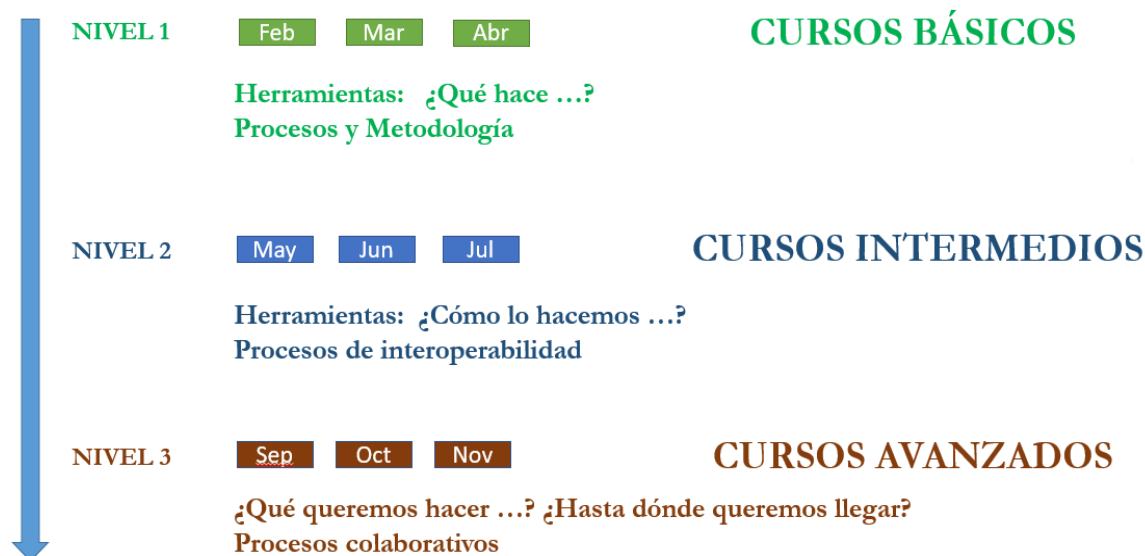 NIVEL 1 Feb Mar Abr CURSOS BÁSICOS
Herramientas: ¿Qué hace …?
Procesos y Metodología
NIVEL 2 May Jun Jul CURSOS INTERMEDIOS
Herramientas: ¿Cómo lo hacemos …?
Procesos de interoperabilidad
NIVEL 3 Sep Oct Nov CURSOS AVANZADOS
¿Qué queremos hacer …? ¿Hasta dónde queremos llegar?
Procesos colaborativos